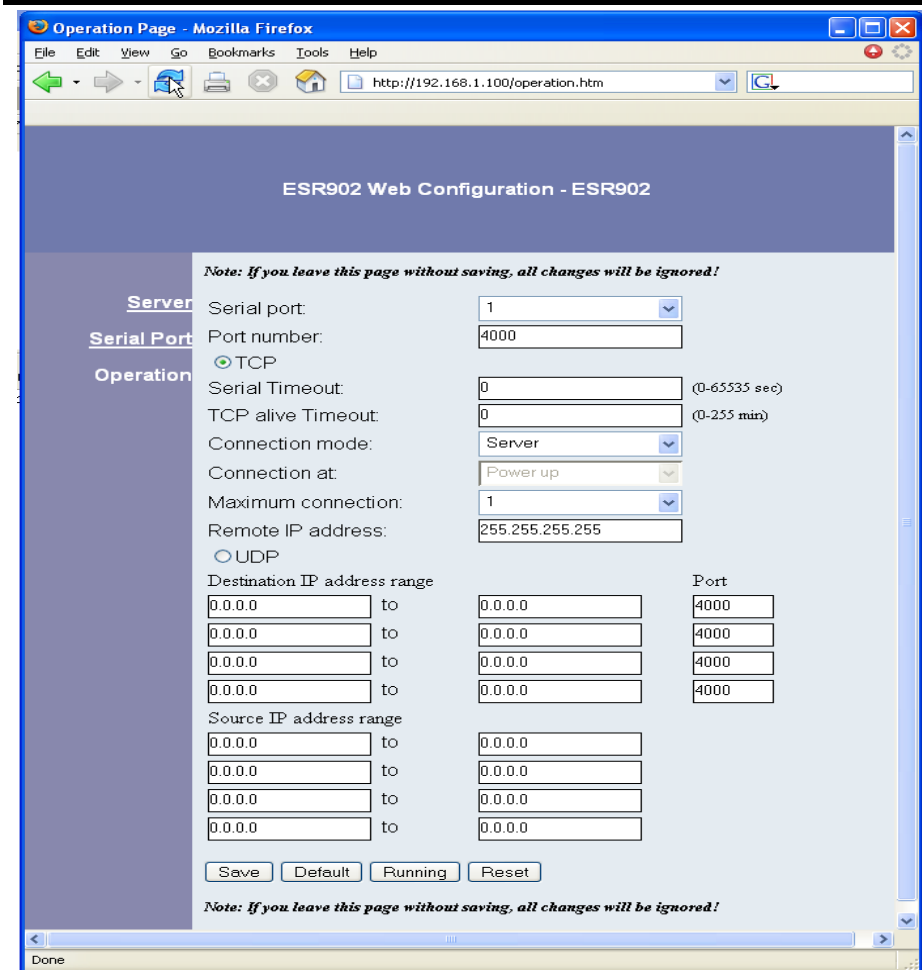 Operation Page - Mozilla Firefox
File Edit View Go Bookmarks Tools Help
http://192.168.1.100/operation.htm G
ESR902 Web Configuration - ESR902
Note: If you leave this page without saving, all changes will be ignored!
Server
Serial Port
Operation
Serial port: 1
Port number: 4000
TCP
Serial Timeout: 0 (0-65535 sec)
TCP alive Timeout: 0 (0-255 min)
Connection mode: Server
Connection at: Power up
Maximum connection: 1
Remote IP address: 255.255.255.255
UDP
Destination IP address range Port
0.0.0.0 to 0.0.0.0 4000
0.0.0.0 to 0.0.0.0 4000
0.0.0.0 to 0.0.0.0 4000
0.0.0.0 to 0.0.0.0 4000
Source IP address range
0.0.0.0 to 0.0.0.0
0.0.0.0 to 0.0.0.0
0.0.0.0 to 0.0.0.0
0.0.0.0 to 0.0.0.0
Save Default Running Reset
Note: If you leave this page without saving, all changes will be ignored!
Done